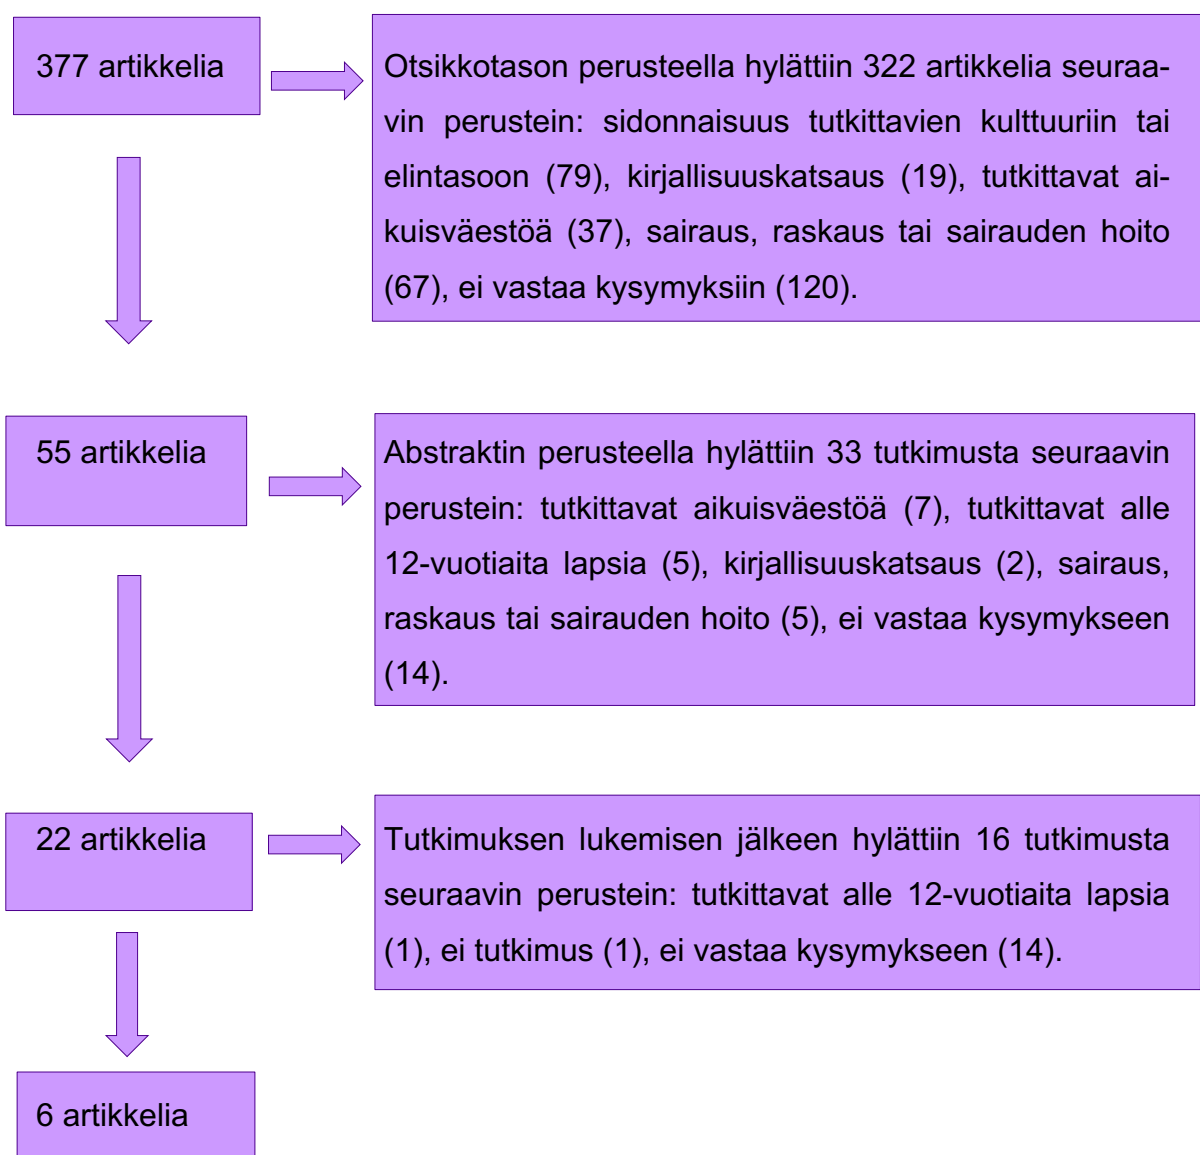 377 artikkelia
Otsikkotason perusteella hylättiin 322 artikkelia seuraa-
vin perustein: sidonnaisuus tutkittavien kulttuuriin tai
elintasoon (79), kirjallisuuskatsaus (19), tutkittavat ai-
kuisväestöä (37), sairaus, raskaus tai sairauden hoito
(67), ei vastaa kysymyksiin (120).
55 artikkelia
Abstraktin perusteella hylättiin 33 tutkimusta seuraavin
perustein: tutkittavat aikuisväestöä (7), tutkittavat alle
12-vuotiaita lapsia (5), kirjallisuuskatsaus (2), sairaus,
raskaus tai sairauden hoito (5), ei vastaa kysymykseen
(14).
22 artikkelia
Tutkimuksen lukemisen jälkeen hylättiin 16 tutkimusta
seuraavin perustein: tutkittavat alle 12-vuotiaita lapsia
(1), ei tutkimus (1), ei vastaa kysymykseen (14).
6 artikkelia